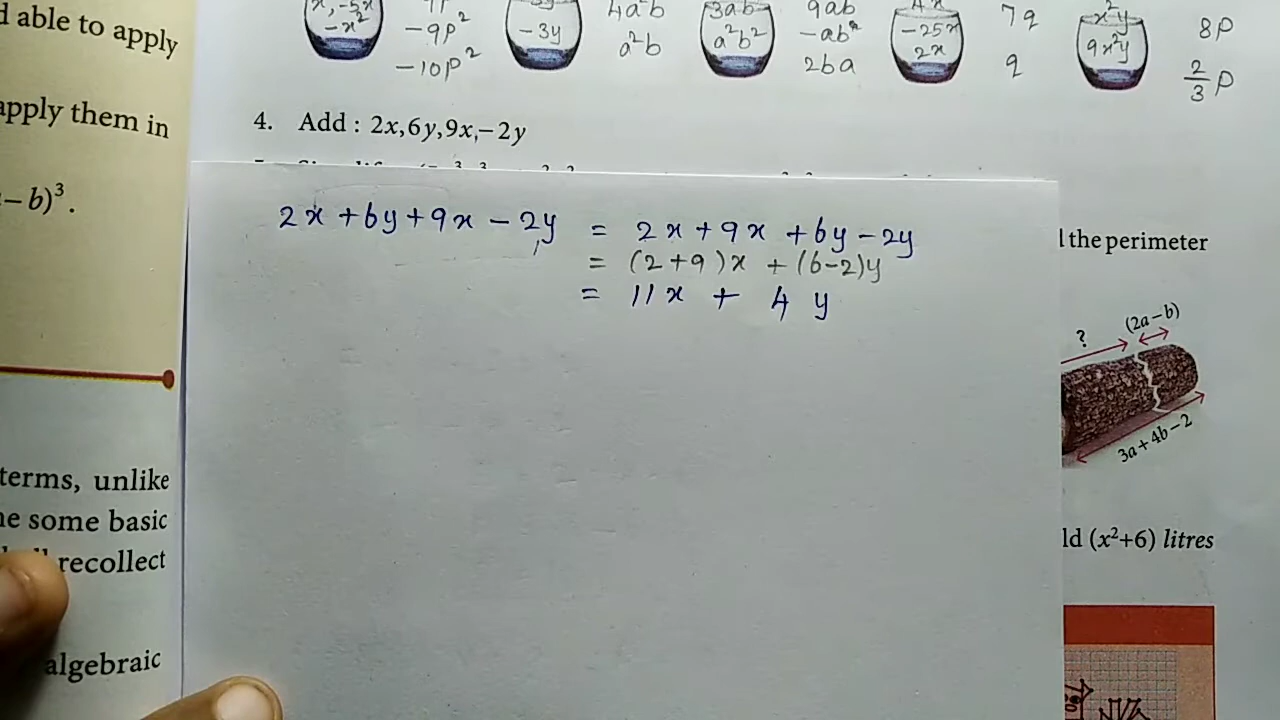 d able to apply
apply them in
– b)³.
terms, unlike
ne some basic
recollect
algebraic
–x²
–9p²
–10p²
–3y
4a²b
a²b
3ab
a²b²
9ab
2ba
–25x
2x
7q
q
x²y
9x²y
8p
2/3 p
4. Add : 2x,6y,9x,–2y
2x+6y+9x–2y = 2x+9x+6y–2y
= (2+9)x + (6–2)y
= 11x + 4y
l the perimeter
?
(2a–b)
3a+4b–2
ld (x²+6) litres